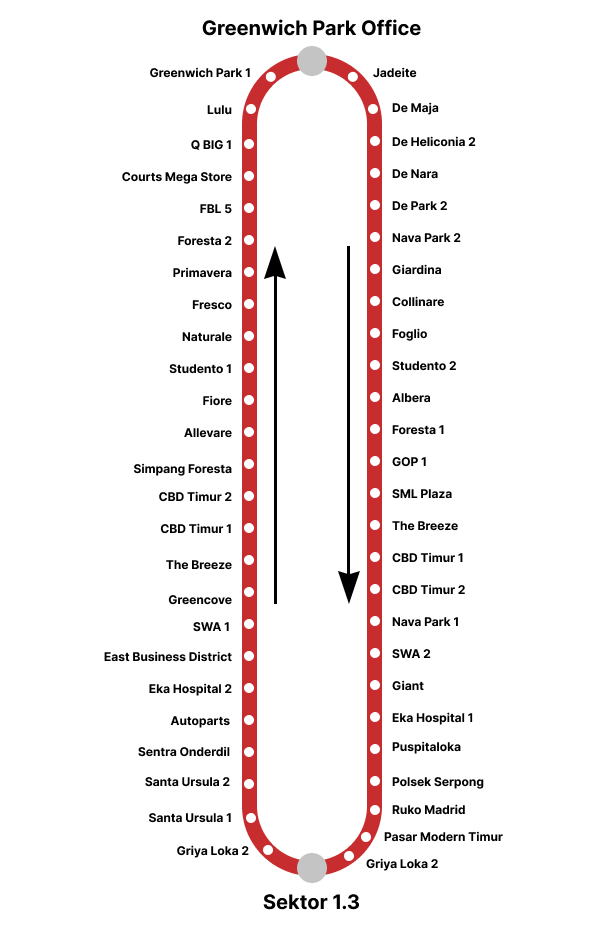 Greenwich Park Office
Greenwich Park 1
Lulu
Q BIG 1
Courts Mega Store
FBL 5
Foresta 2
Primavera
Fresco
Naturale
Studento 1
Fiore
Allevare
Simpang Foresta
CBD Timur 2
CBD Timur 1
The Breeze
Greencove
SWA 1
East Business District
Eka Hospital 2
Autoparts
Sentra Onderdil
Santa Ursula 2
Santa Ursula 1
Griya Loka 2
Jadeite
De Maja
De Heliconia 2
De Nara
De Park 2
Nava Park 2
Giardina
Collinare
Foglio
Studento 2
Albera
Foresta 1
GOP 1
SML Plaza
The Breeze
CBD Timur 1
CBD Timur 2
Nava Park 1
SWA 2
Giant
Eka Hospital 1
Puspitaloka
Polsek Serpong
Ruko Madrid
Pasar Modern Timur
Griya Loka 2
Sektor 1.3